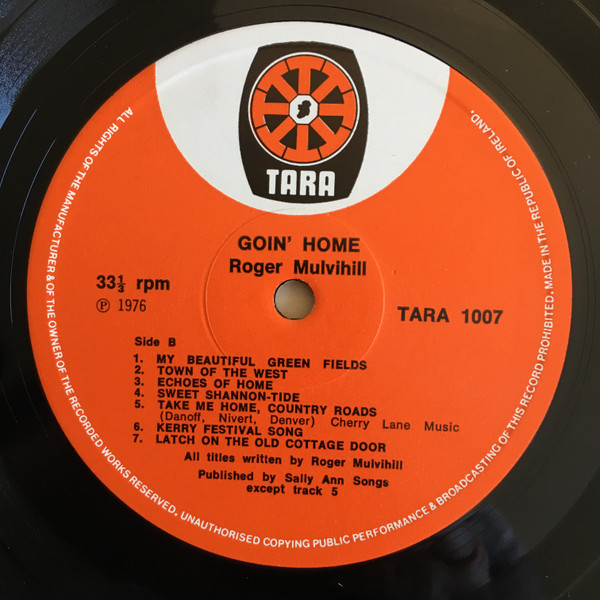 TARA
GOIN' HOME
Roger Mulvihill
33⅓ rpm
Ⓟ 1976
TARA 1007
Side B
1. MY BEAUTIFUL GREEN FIELDS
2. TOWN OF THE WEST
3. ECHOES OF HOME
4. SWEET SHANNON-TIDE
5. TAKE ME HOME, COUNTRY ROADS
(Danoff, Nivert, Denver) Cherry Lane Music
6. KERRY FESTIVAL SONG
7. LATCH ON THE OLD COTTAGE DOOR
All titles written by Roger Mulvihill
Published by Sally Ann Songs
except track 5
ALL RIGHTS OF THE MANUFACTURER & OF THE OWNER OF THE RECORDED WORKS RESERVED, UNAUTHORISED COPYING PUBLIC PERFORMANCE & BROADCASTING OF THIS RECORD PROHIBITED. MADE IN THE REPUBLIC OF IRELAND.